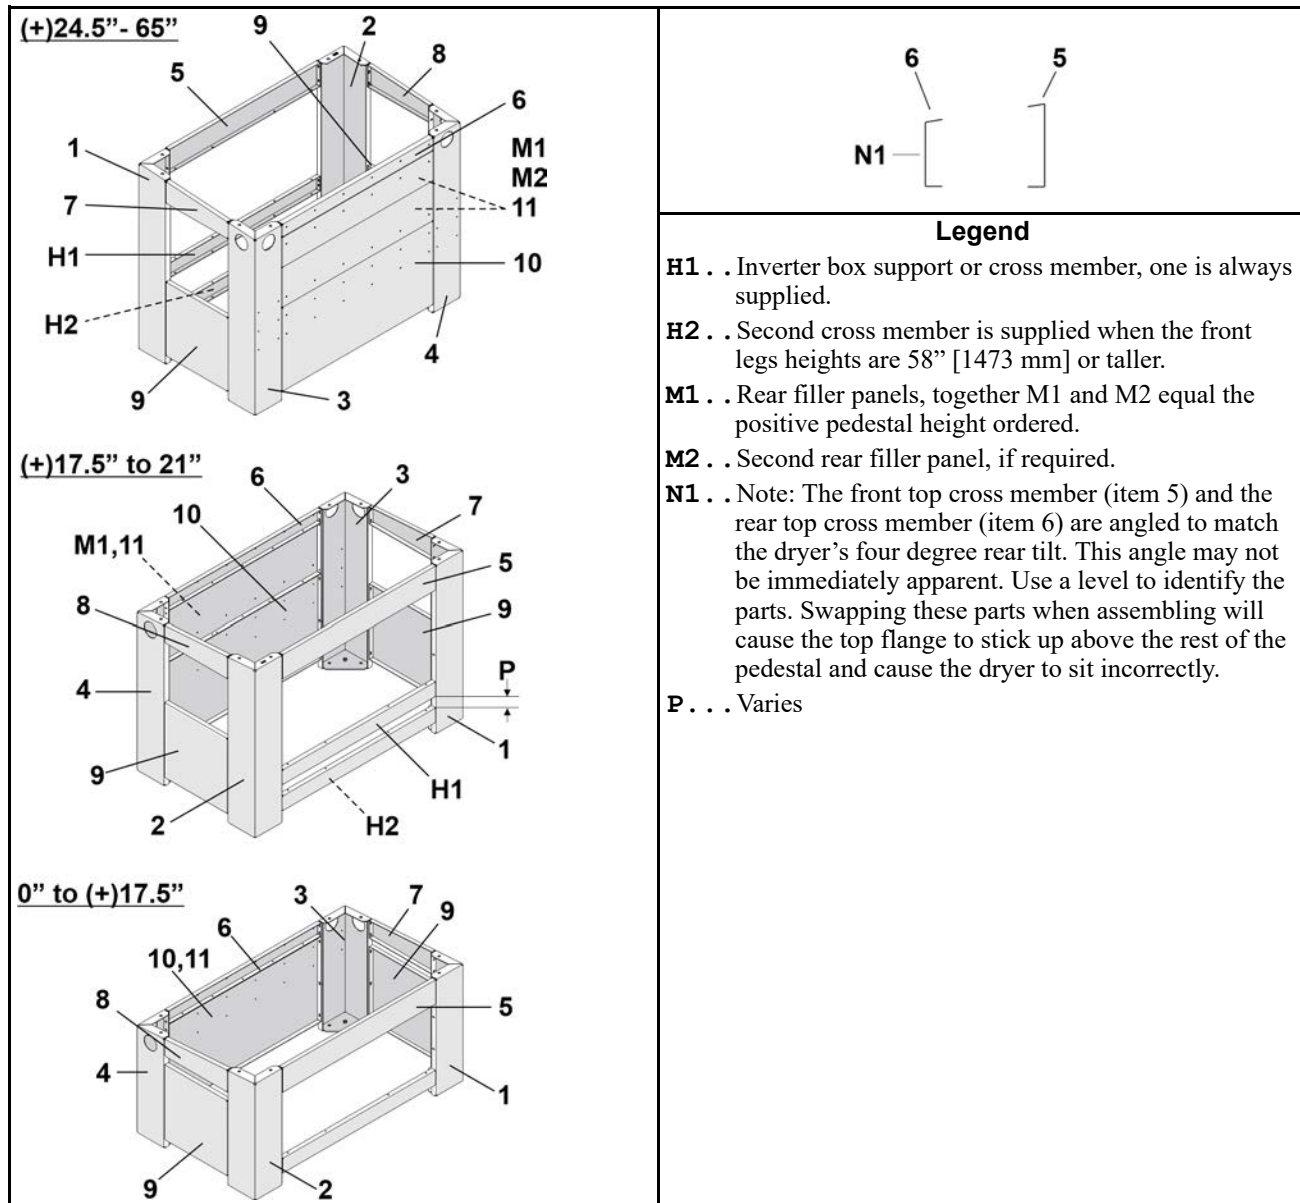 (+)24.5”- 65”
9
2
8
5
6
1
M1
M2
7
11
H1
10
H2
4
9
3
(+)17.5” to 21”
6
3
10
7
M1,11
5
8
9
P
4
1
9
H1
2
H2
0” to (+)17.5”
3
7
9
6
10,11
8
5
4
1
9
2
6
5
N1
Legend
H1. . Inverter box support or cross member, one is always
supplied.
H2. . Second cross member is supplied when the front
legs heights are 58” [1473 mm] or taller.
M1. . Rear filler panels, together M1 and M2 equal the
positive pedestal height ordered.
M2. . Second rear filler panel, if required.
N1. . Note: The front top cross member (item 5) and the
rear top cross member (item 6) are angled to match
the dryer’s four degree rear tilt. This angle may not
be immediately apparent. Use a level to identify the
parts. Swapping these parts when assembling will
cause the top flange to stick up above the rest of the
pedestal and cause the dryer to sit incorrectly.
P. . . Varies